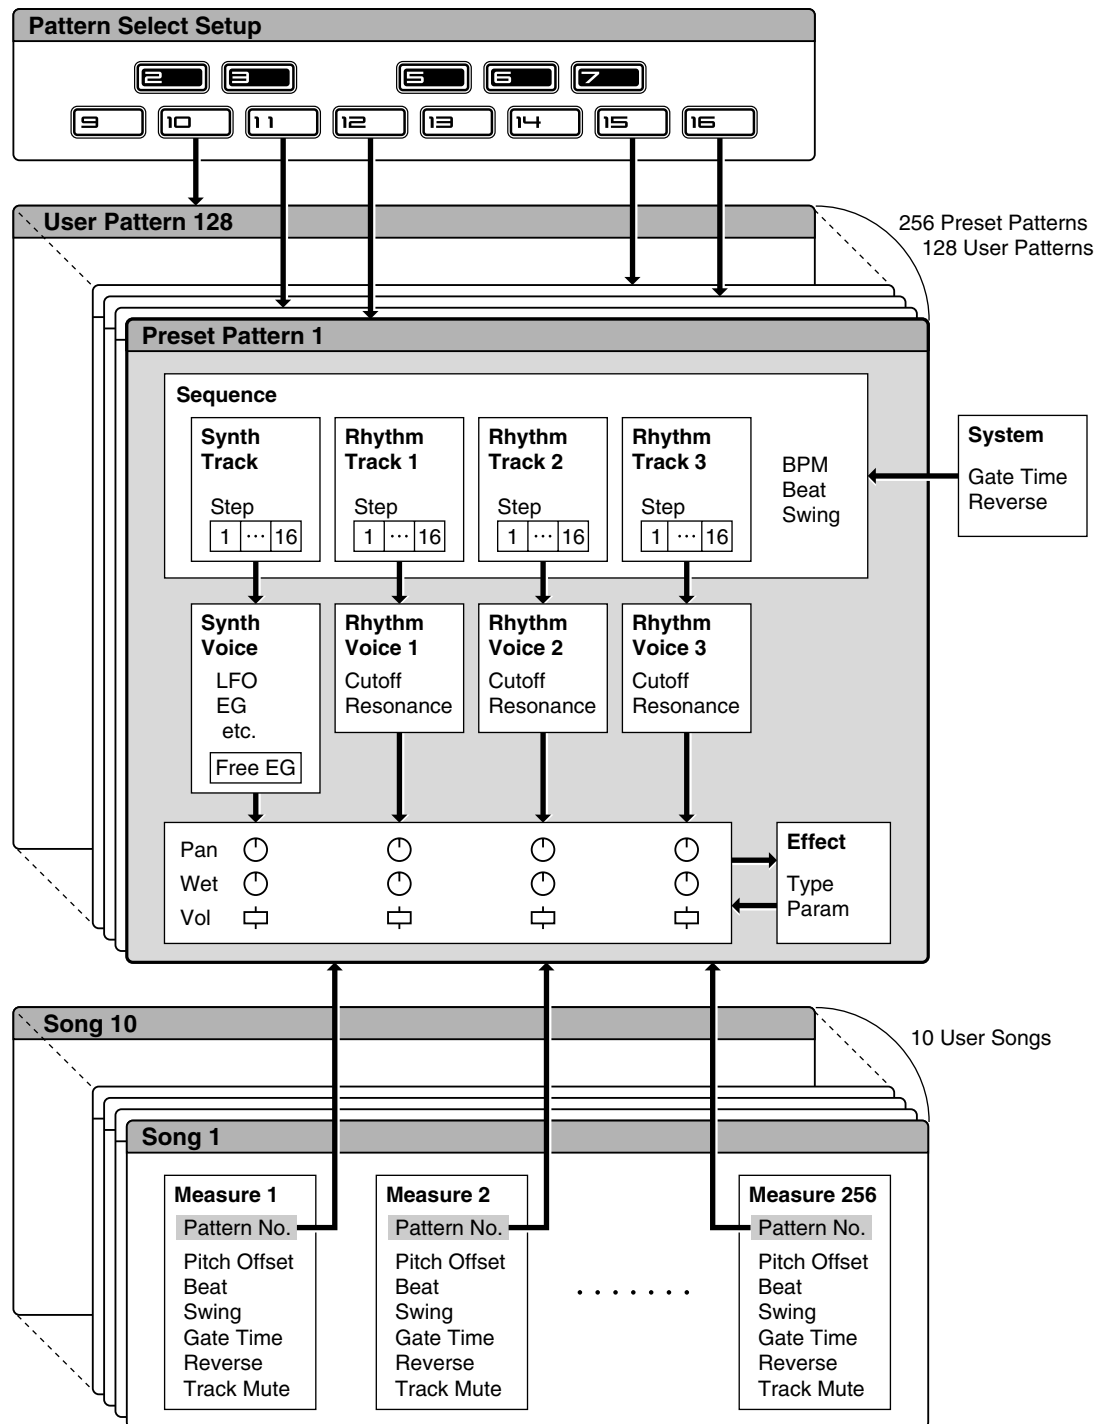 Pattern Select Setup
2 3 5 6 7
9 10 11 12 13 14 15 16
User Pattern 128
256 Preset Patterns
128 User Patterns
Preset Pattern 1
Sequence
Synth
Track
Step
1 ··· 16
Rhythm
Track 1
Step
1 ··· 16
Rhythm
Track 2
Step
1 ··· 16
Rhythm
Track 3
Step
1 ··· 16
BPM
Beat
Swing
System
Gate Time
Reverse
Synth
Voice
LFO
EG
etc.
Free EG
Rhythm
Voice 1
Cutoff
Resonance
Rhythm
Voice 2
Cutoff
Resonance
Rhythm
Voice 3
Cutoff
Resonance
Pan
Wet
Vol
Effect
Type
Param
Song 10
10 User Songs
Song 1
Measure 1
Pattern No.
Pitch Offset
Beat
Swing
Gate Time
Reverse
Track Mute
Measure 2
Pattern No.
Pitch Offset
Beat
Swing
Gate Time
Reverse
Track Mute
· · · · · · ·
Measure 256
Pattern No.
Pitch Offset
Beat
Swing
Gate Time
Reverse
Track Mute